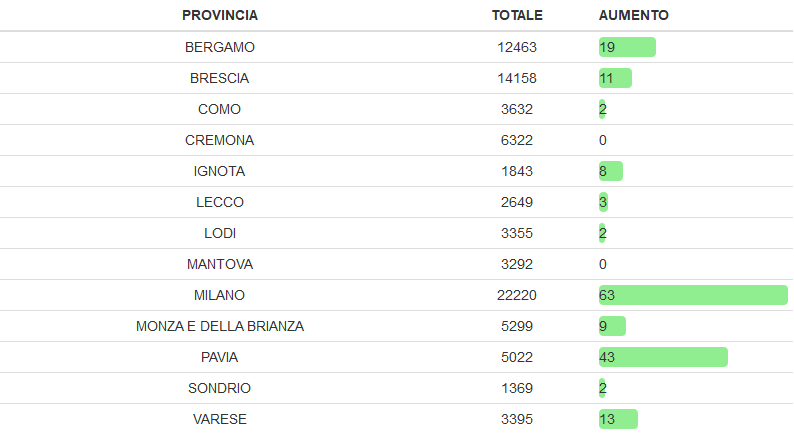 PROVINCIA TOTALE AUMENTO
BERGAMO 12463 19
BRESCIA 14158 11
COMO 3632 2
CREMONA 6322 0
IGNOTA 1843 8
LECCO 2649 3
LODI 3355 2
MANTOVA 3292 0
MILANO 22220 63
MONZA E DELLA BRIANZA 5299 9
PAVIA 5022 43
SONDRIO 1369 2
VARESE 3395 13